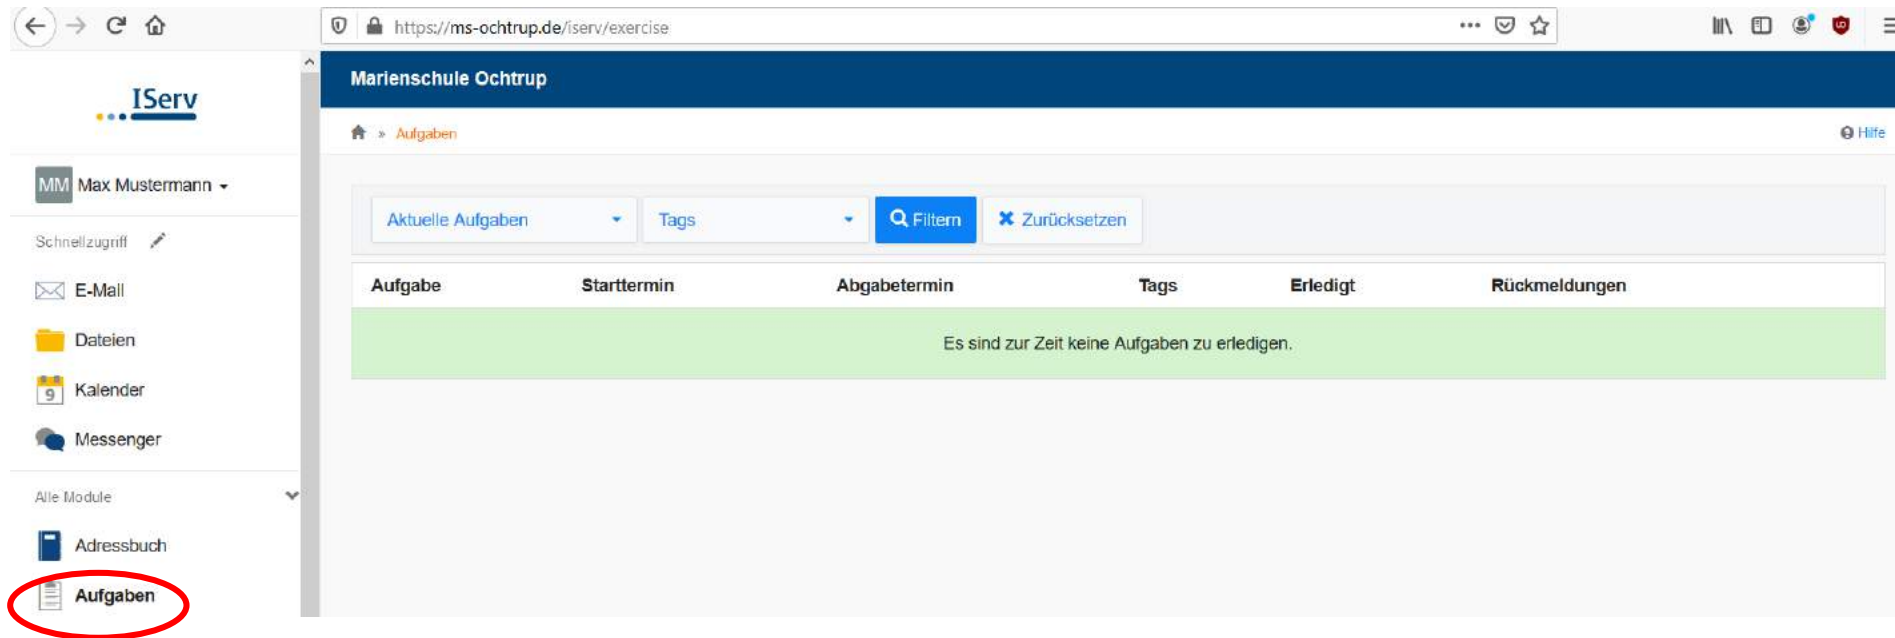 https://ms-ochtrup.de/iserv/exercise
IServ
Marienschule Ochtrup
» Aufgaben
Hilfe
MM Max Mustermann
Schnellzugriff
E-Mail
Dateien
9 Kalender
Messenger
Alle Module
Adressbuch
Aufgaben
Aktuelle Aufgaben Tags Filtern Zurücksetzen
Aufgabe Starttermin Abgabetermin Tags Erledigt Rückmeldungen
Es sind zur Zeit keine Aufgaben zu erledigen.